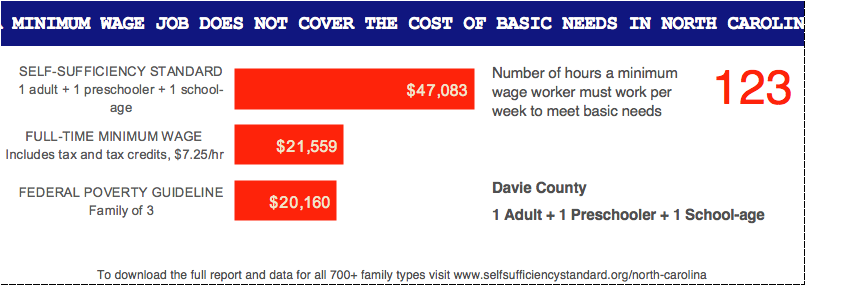 A MINIMUM WAGE JOB DOES NOT COVER THE COST OF BASIC NEEDS IN NORTH
SELF-SUFFICIENCY STANDARD
1 adult + 1 preschooler + 1 school-
age
$47,083
Number of hours a minimum
wage worker must work per
week to meet basic needs
123
FULL-TIME MINIMUM WAGE
Includes tax and tax credits, $7.25/hr
$21,559
FEDERAL POVERTY GUIDELINE
Family of 3
$20,160
Davie County
1 Adult + 1 Preschooler + 1 School-age
To download the full report and data for all 700+ family types visit www.selfsufficiencystandard.org/north-carolina